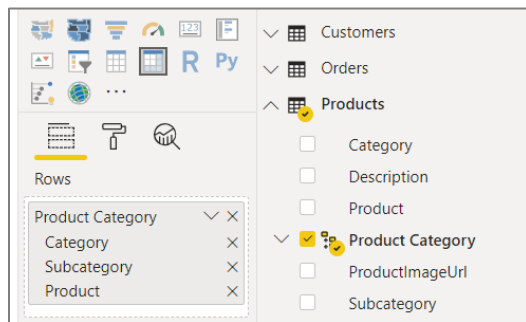 123
R Py
Rows
Product Category
Category
Subcategory
Product
Customers
Orders
Products
Category
Description
Product
Product Category
ProductImageUrl
Subcategory